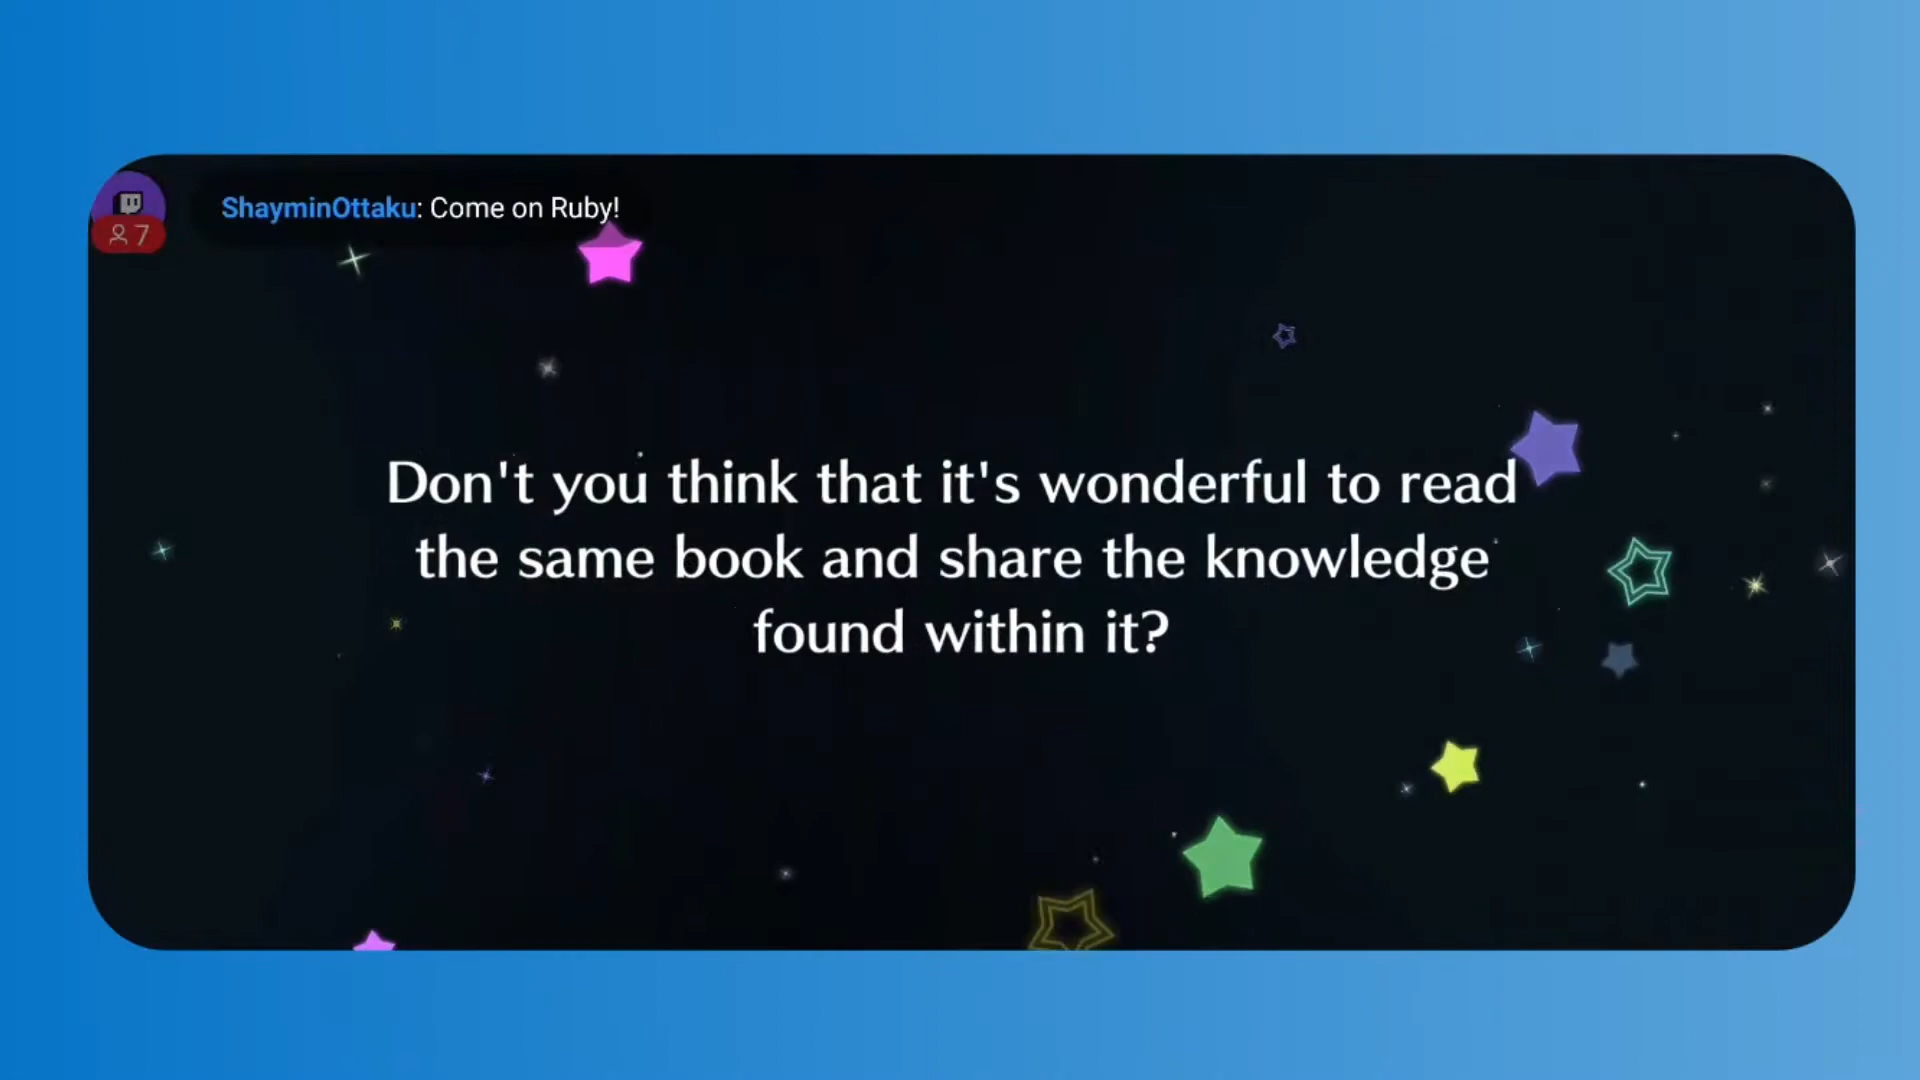 ShayminOttaku: Come on Ruby!
7
Don't you think that it's wonderful to read
the same book and share the knowledge
found within it?